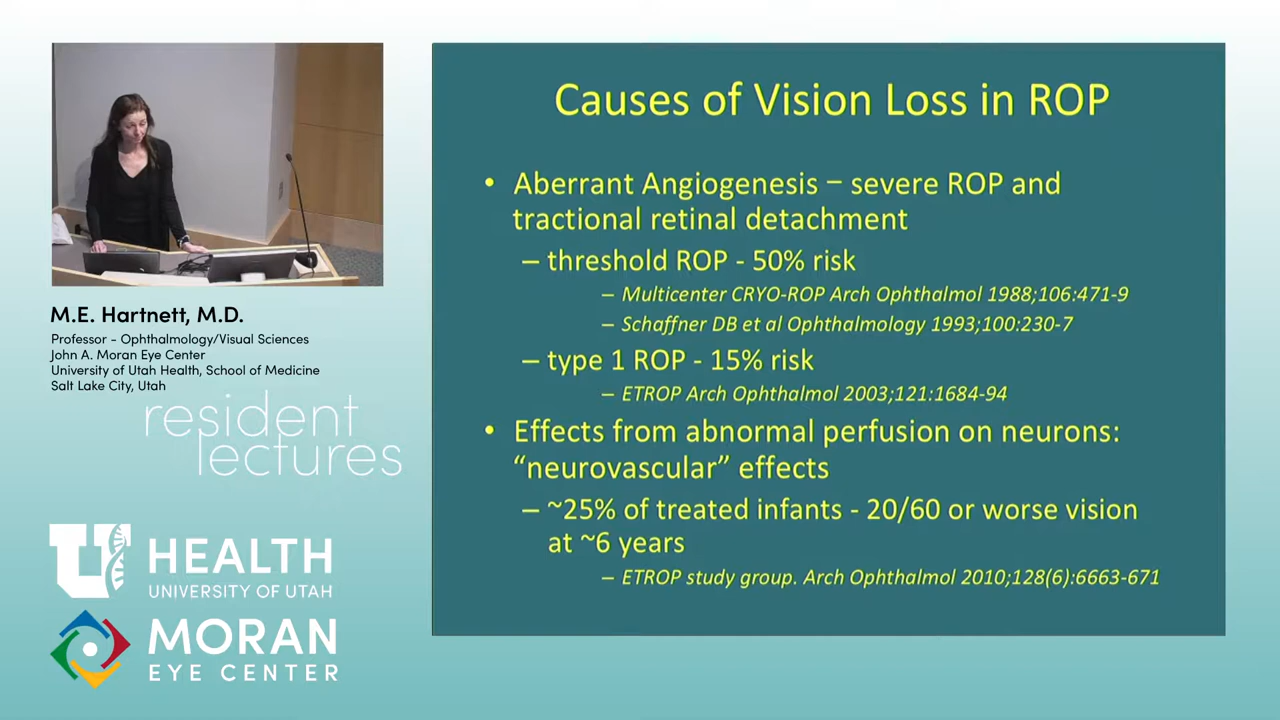 M.E. Hartnett, M.D.
Professor - Ophthalmology/Visual Sciences
John A. Moran Eye Center
University of Utah Health, School of Medicine
Salt Lake City, Utah
resident
lectures
U HEALTH
UNIVERSITY OF UTAH
MORAN
EYE CENTER
Causes of Vision Loss in ROP
• Aberrant Angiogenesis – severe ROP and
tractional retinal detachment
– threshold ROP - 50% risk
– Multicenter CRYO-ROP Arch Ophthalmol 1988;106:471-9
– Schaffner DB et al Ophthalmology 1993;100:230-7
– type 1 ROP - 15% risk
– ETROP Arch Ophthalmol 2003;121:1684-94
• Effects from abnormal perfusion on neurons:
“neurovascular” effects
– ~25% of treated infants - 20/60 or worse vision
at ~6 years
– ETROP study group. Arch Ophthalmol 2010;128(6):6663-671